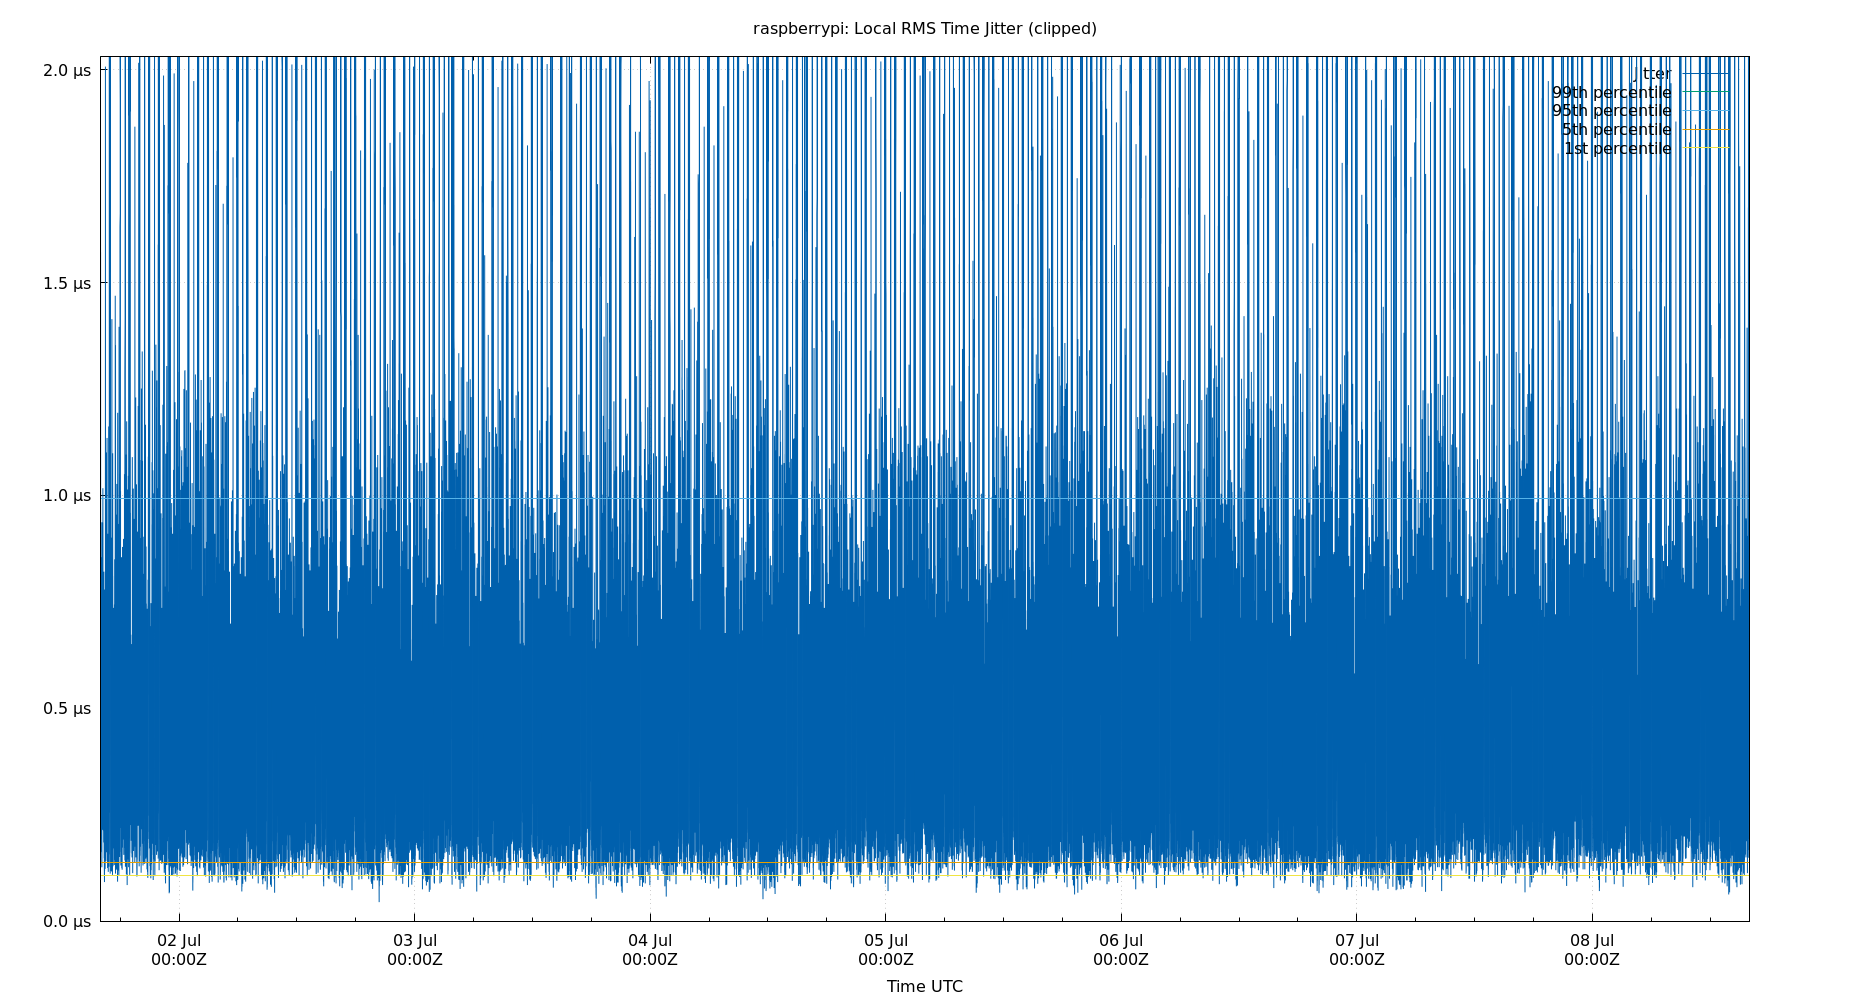 raspberrypi: Local RMS Time Jitter (clipped)
2.0 μs
1.5 μs
1.0 μs
0.5 μs
0.0 μs
jitter
99th percentile
95th percentile
5th percentile
1st percentile
02 Jul
00:00Z
03 Jul
00:00Z
04 Jul
00:00Z
05 Jul
00:00Z
06 Jul
00:00Z
07 Jul
00:00Z
08 Jul
00:00Z
Time UTC